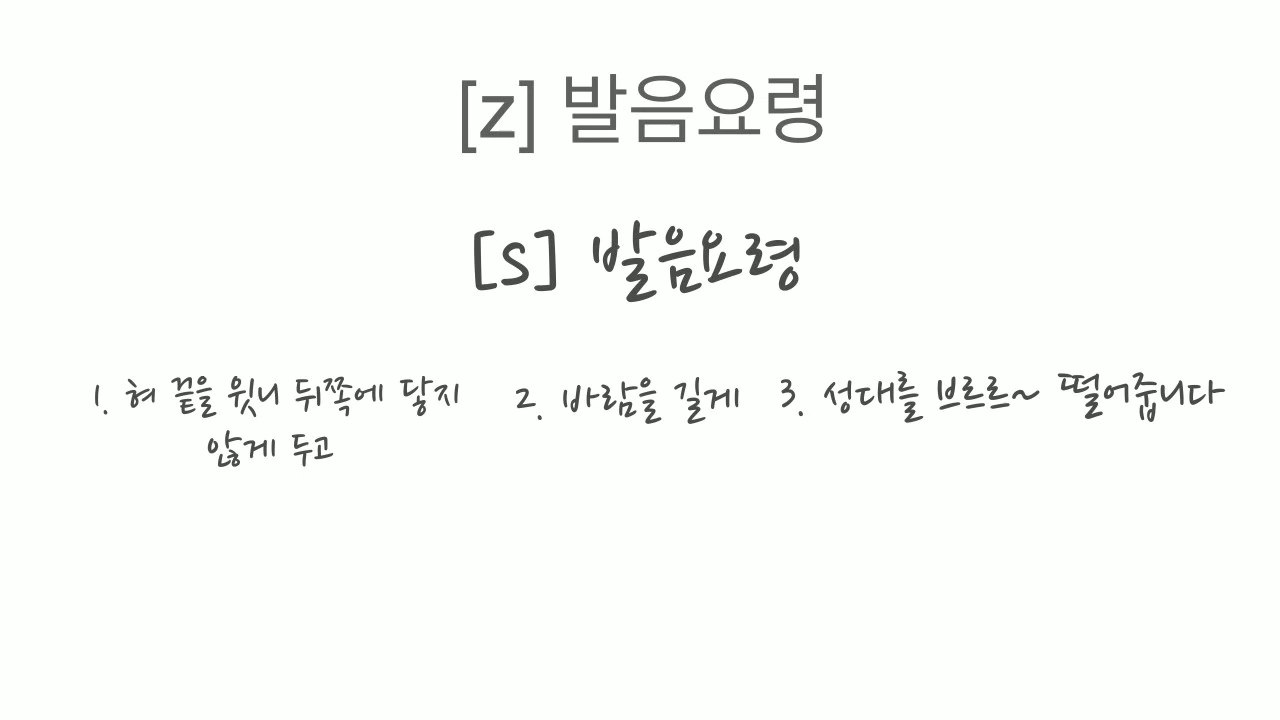 [z] 발음요령
[s] 발음요령
1. 혀 끝을 윗니 뒤쪽에 닿지
않게 두고
2. 바람을 길게
3. 성대를 브르르~ 떨어줍니다